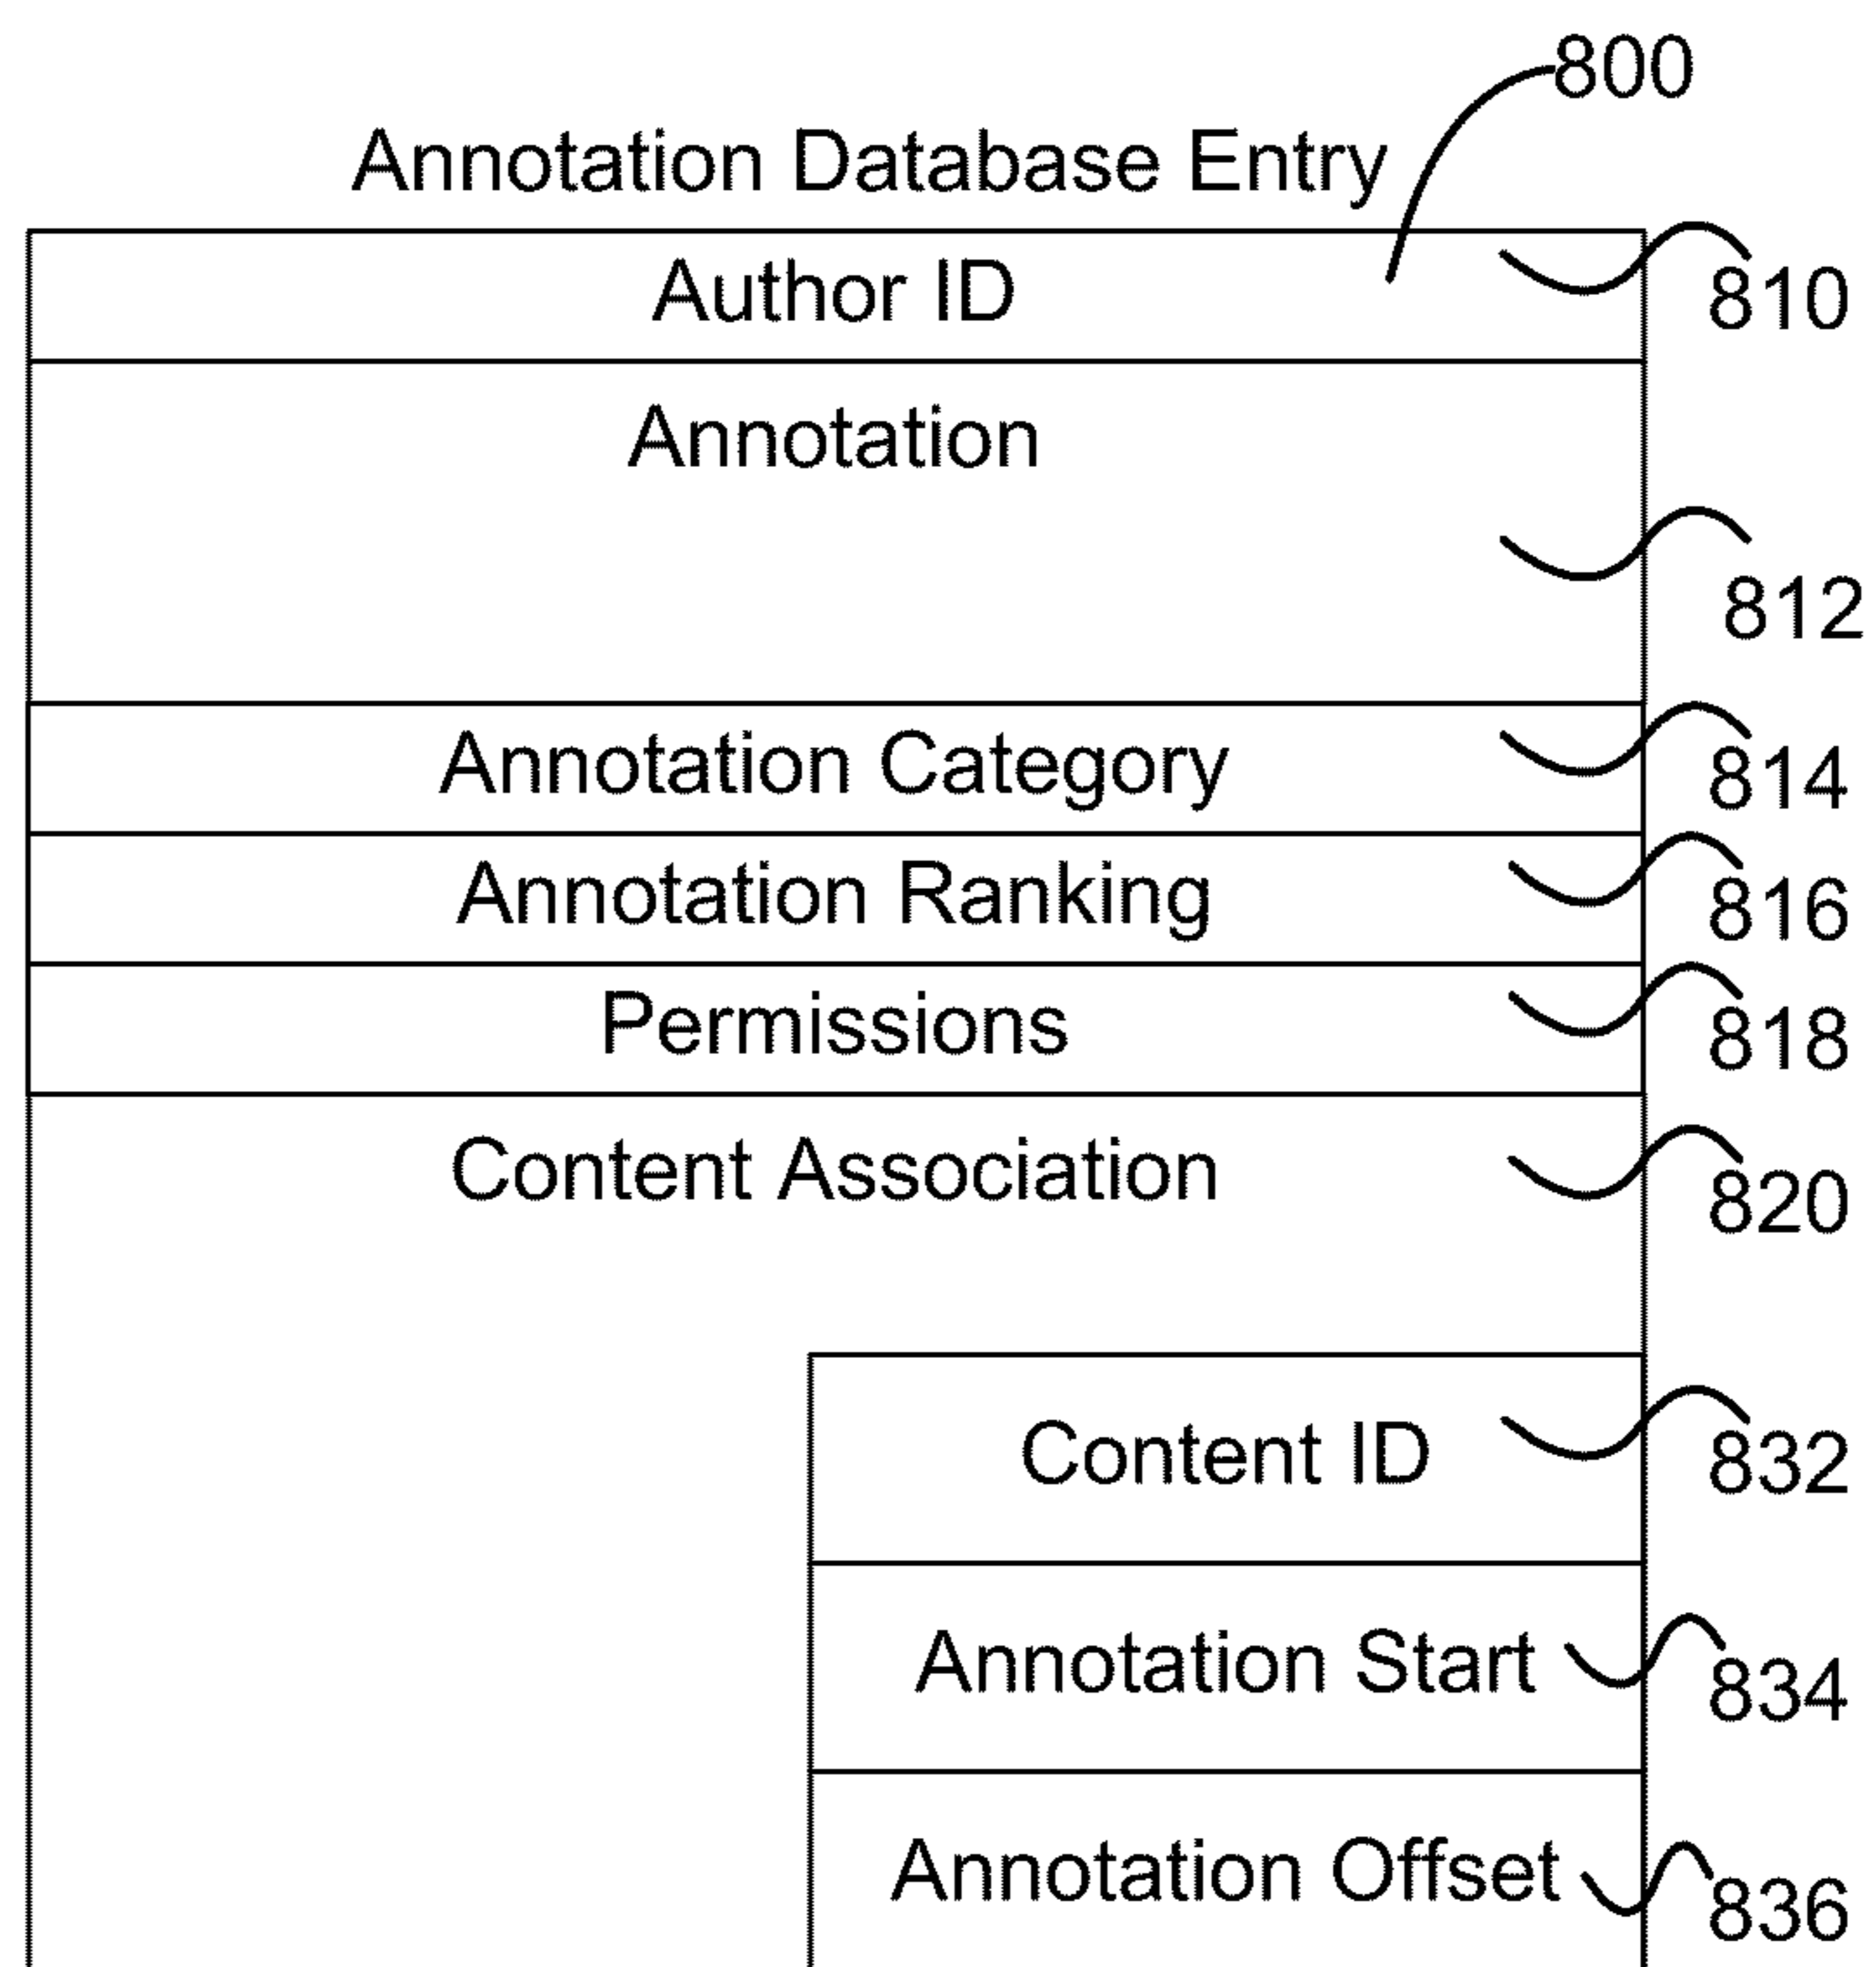 800
Annotation Database Entry
Author ID
810
Annotation
812
Annotation Category
814
Annotation Ranking
816
Permissions
818
Content Association
820
Content ID
832
Annotation Start
834
Annotation Offset
836